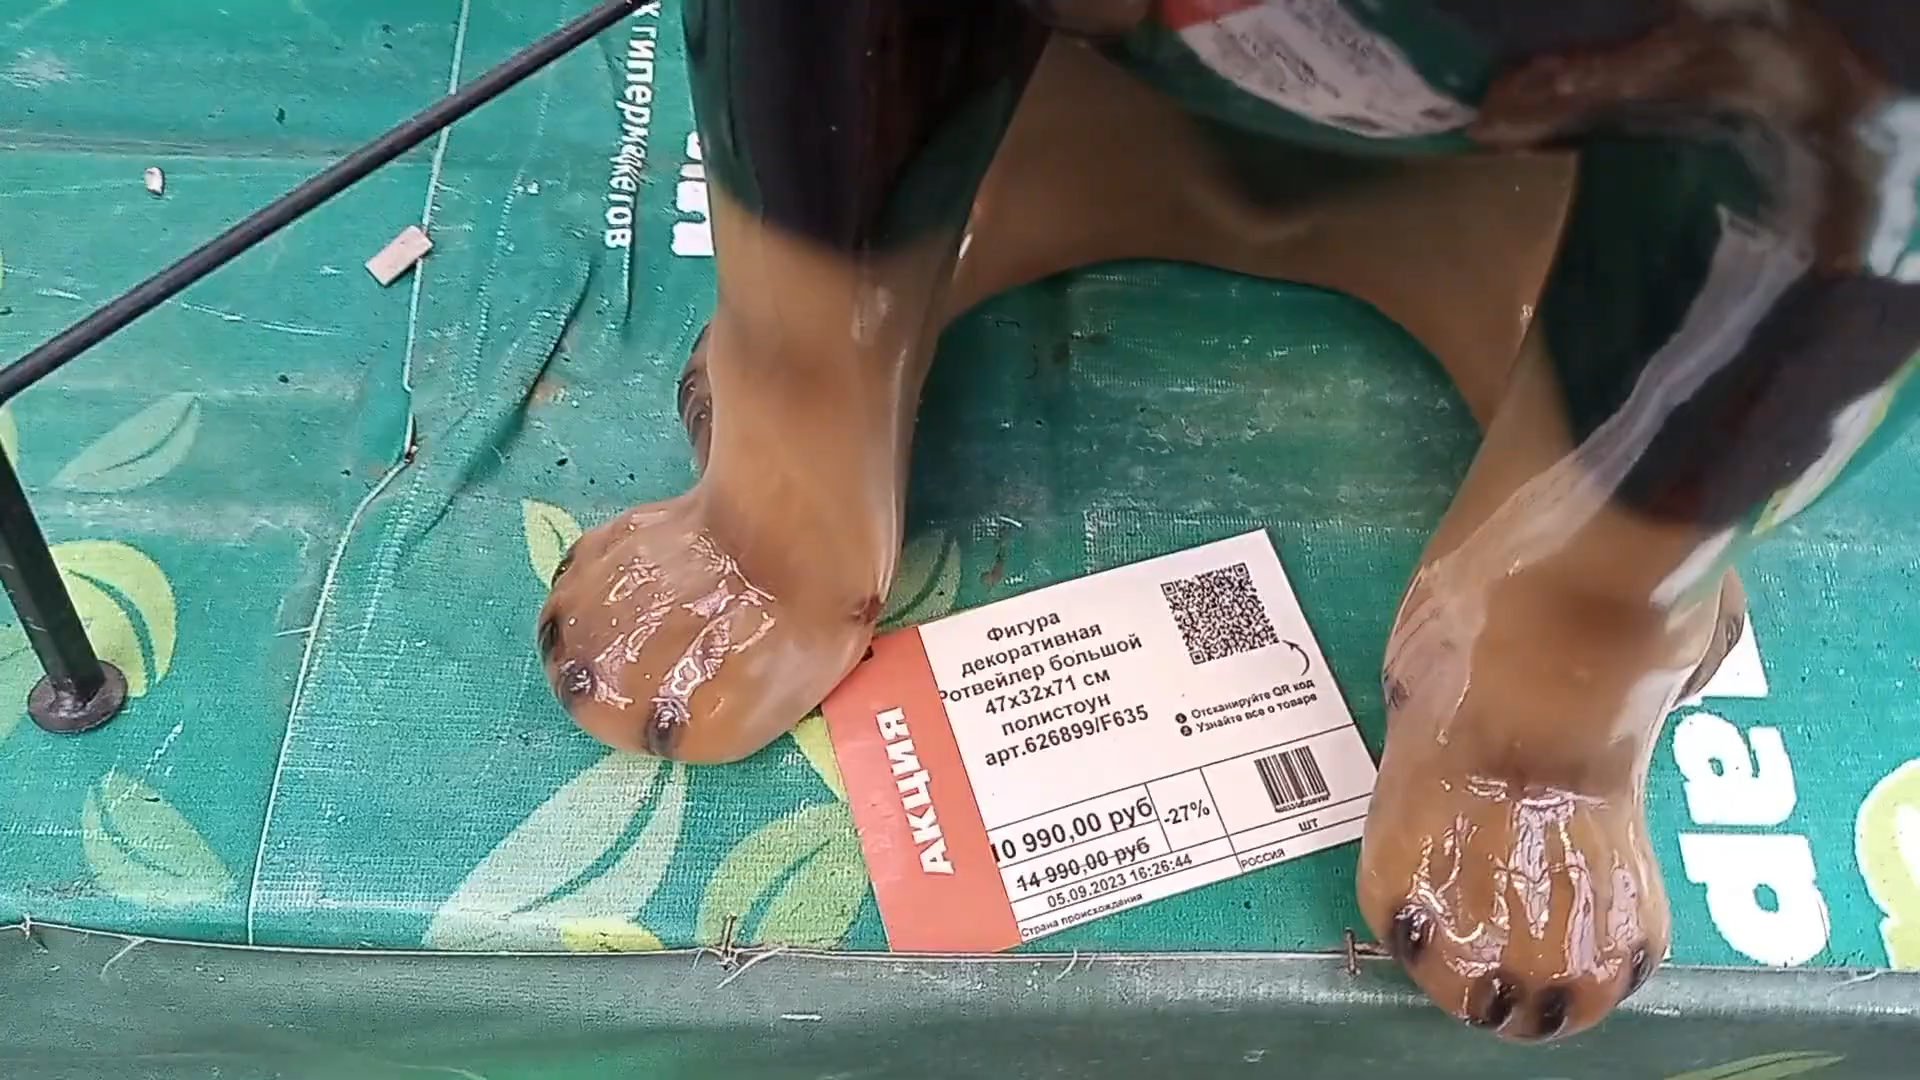 х гипермаркетов
Фигура
декоративная
Ротвейлер большой
47х32х71 см
полистоун
арт.626899/F635
Отсканируйте QR код
Узнайте все о товаре
АКЦИЯ
10 990,00 руб
-27%
14 990,00 руб
05.09.2023 16:26:44
шт
Страна происхождения
РОССИЯ